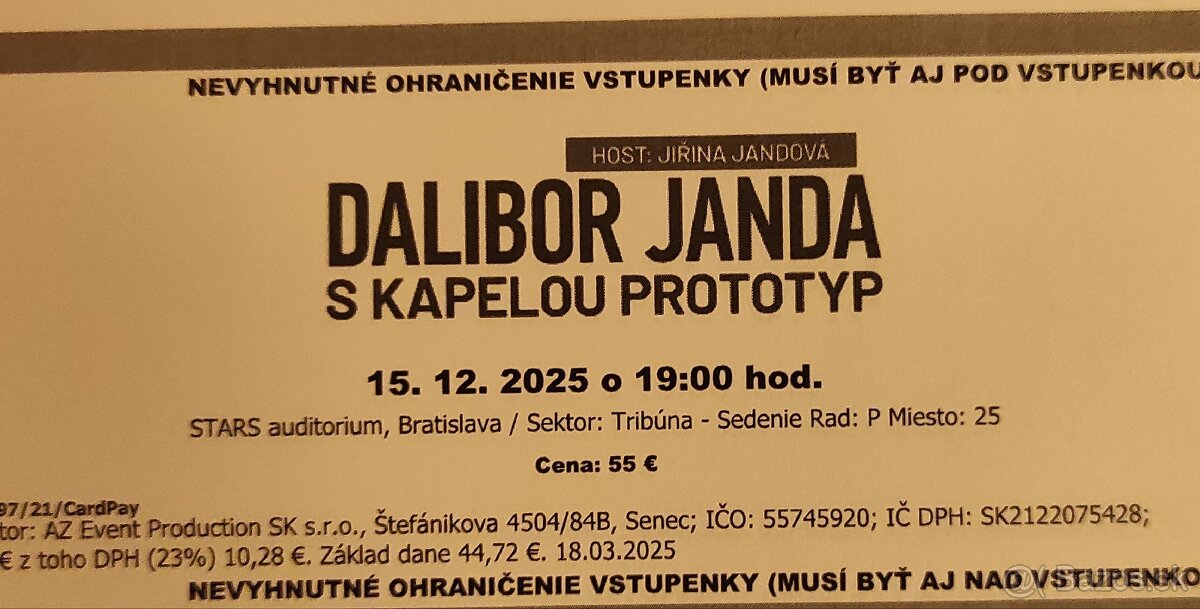 NEVYHNUTNÉ OHRANIČENIE VSTUPENKY (MUSÍ BYŤ AJ POD VSTUPENKOU
HOST: JIŘINA JANDOVÁ
DALIBOR JANDA
S KAPELOU PROTOTYP
15. 12. 2025 o 19:00 hod.
STARS auditorium, Bratislava / Sektor: Tribúna - Sedenie Rad: P Miesto: 25
Cena: 55 €
97/21/CardPay
tor: AZ Event Production SK s.r.o., Štefánikova 4504/84B, Senec; IČO: 55745920; IČ DPH: SK2122075428;
€ z toho DPH (23%) 10,28 €. Základ dane 44,72 €. 18.03.2025
NEVYHNUTNÉ OHRANIČENIE VSTUPENKY (MUSÍ BYŤ AJ NAD VSTUPENKO
Bazos.sk